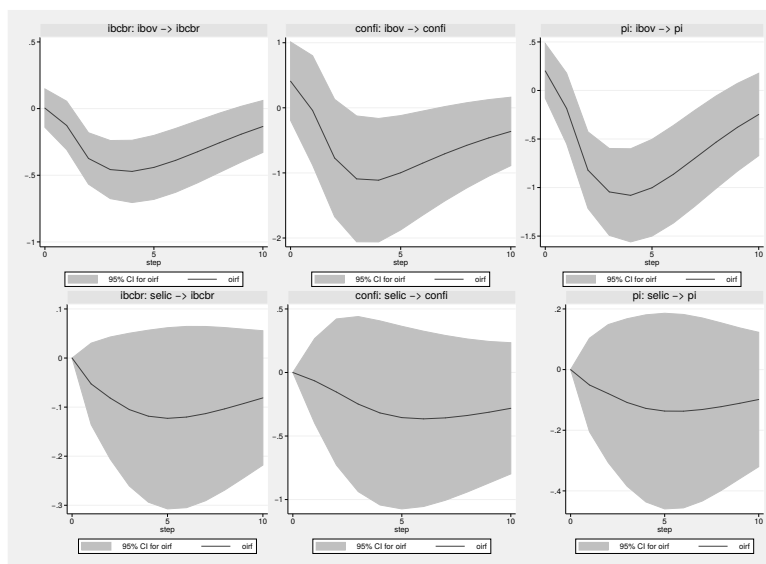 ibcbr: ibov -> ibcbr
.5
0
-.5
-1
0
5
10
step
95% CI for oirf
oirf
confi: ibov -> confi
1
0
-1
-2
0
5
10
step
95% CI for oirf
oirf
pi: ibov -> pi
.5
0
-.5
-1
-1.5
0
5
10
step
95% CI for oirf
oirf
ibcbr: selic -> ibcbr
.1
0
-.1
-.2
-.3
0
5
10
step
95% CI for oirf
oirf
confi: selic -> confi
.5
0
-.5
-1
0
5
10
step
95% CI for oirf
oirf
pi: selic -> pi
.2
0
-.2
-.4
0
5
10
step
95% CI for oirf
oirf